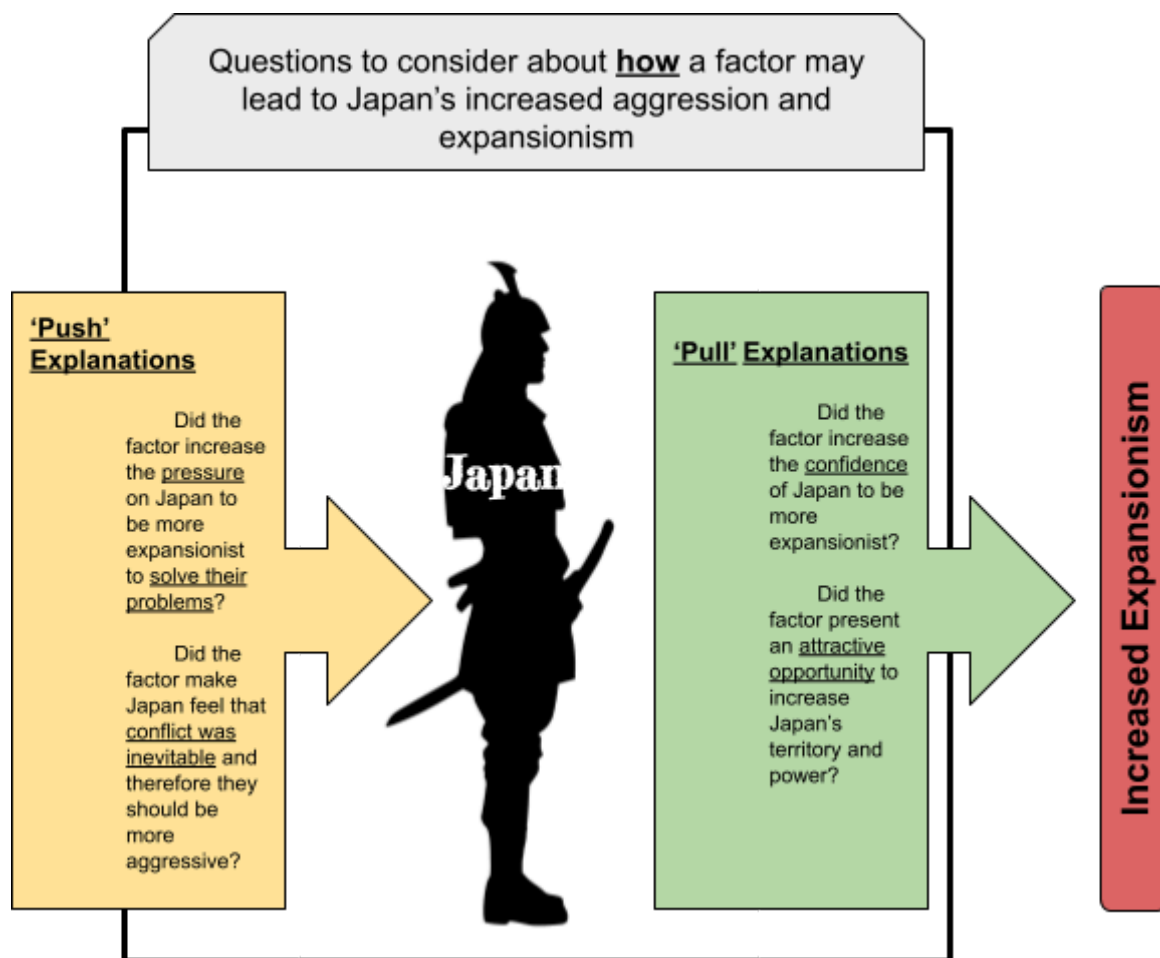 Questions to consider about how a factor may
lead to Japan’s increased aggression and
expansionism
‘Push’
Explanations
Did the
factor increase
the pressure
on Japan to
be more
expansionist
to solve their
problems?
Did the
factor make
Japan feel that
conflict was
inevitable and
therefore they
should be
more
aggressive?
Japan
‘Pull’ Explanations
Did the
factor increase
the confidence
of Japan to be
more
expansionist?
Did the
factor present
an attractive
opportunity to
increase
Japan’s
territory and
power?
Increased Expansionism